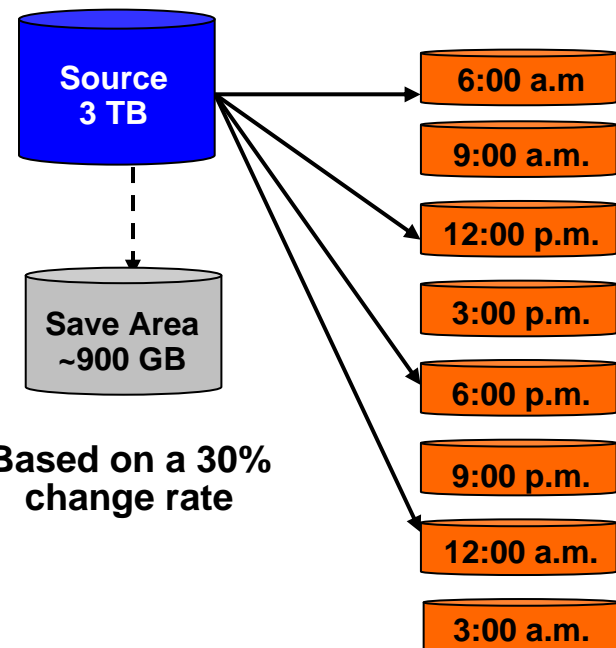 Source
3 TB
Save Area
~900 GB
Based on a 30%
change rate
6:00 a.m
9:00 a.m.
12:00 p.m.
3:00 p.m.
6:00 p.m.
9:00 p.m.
12:00 a.m.
3:00 a.m.